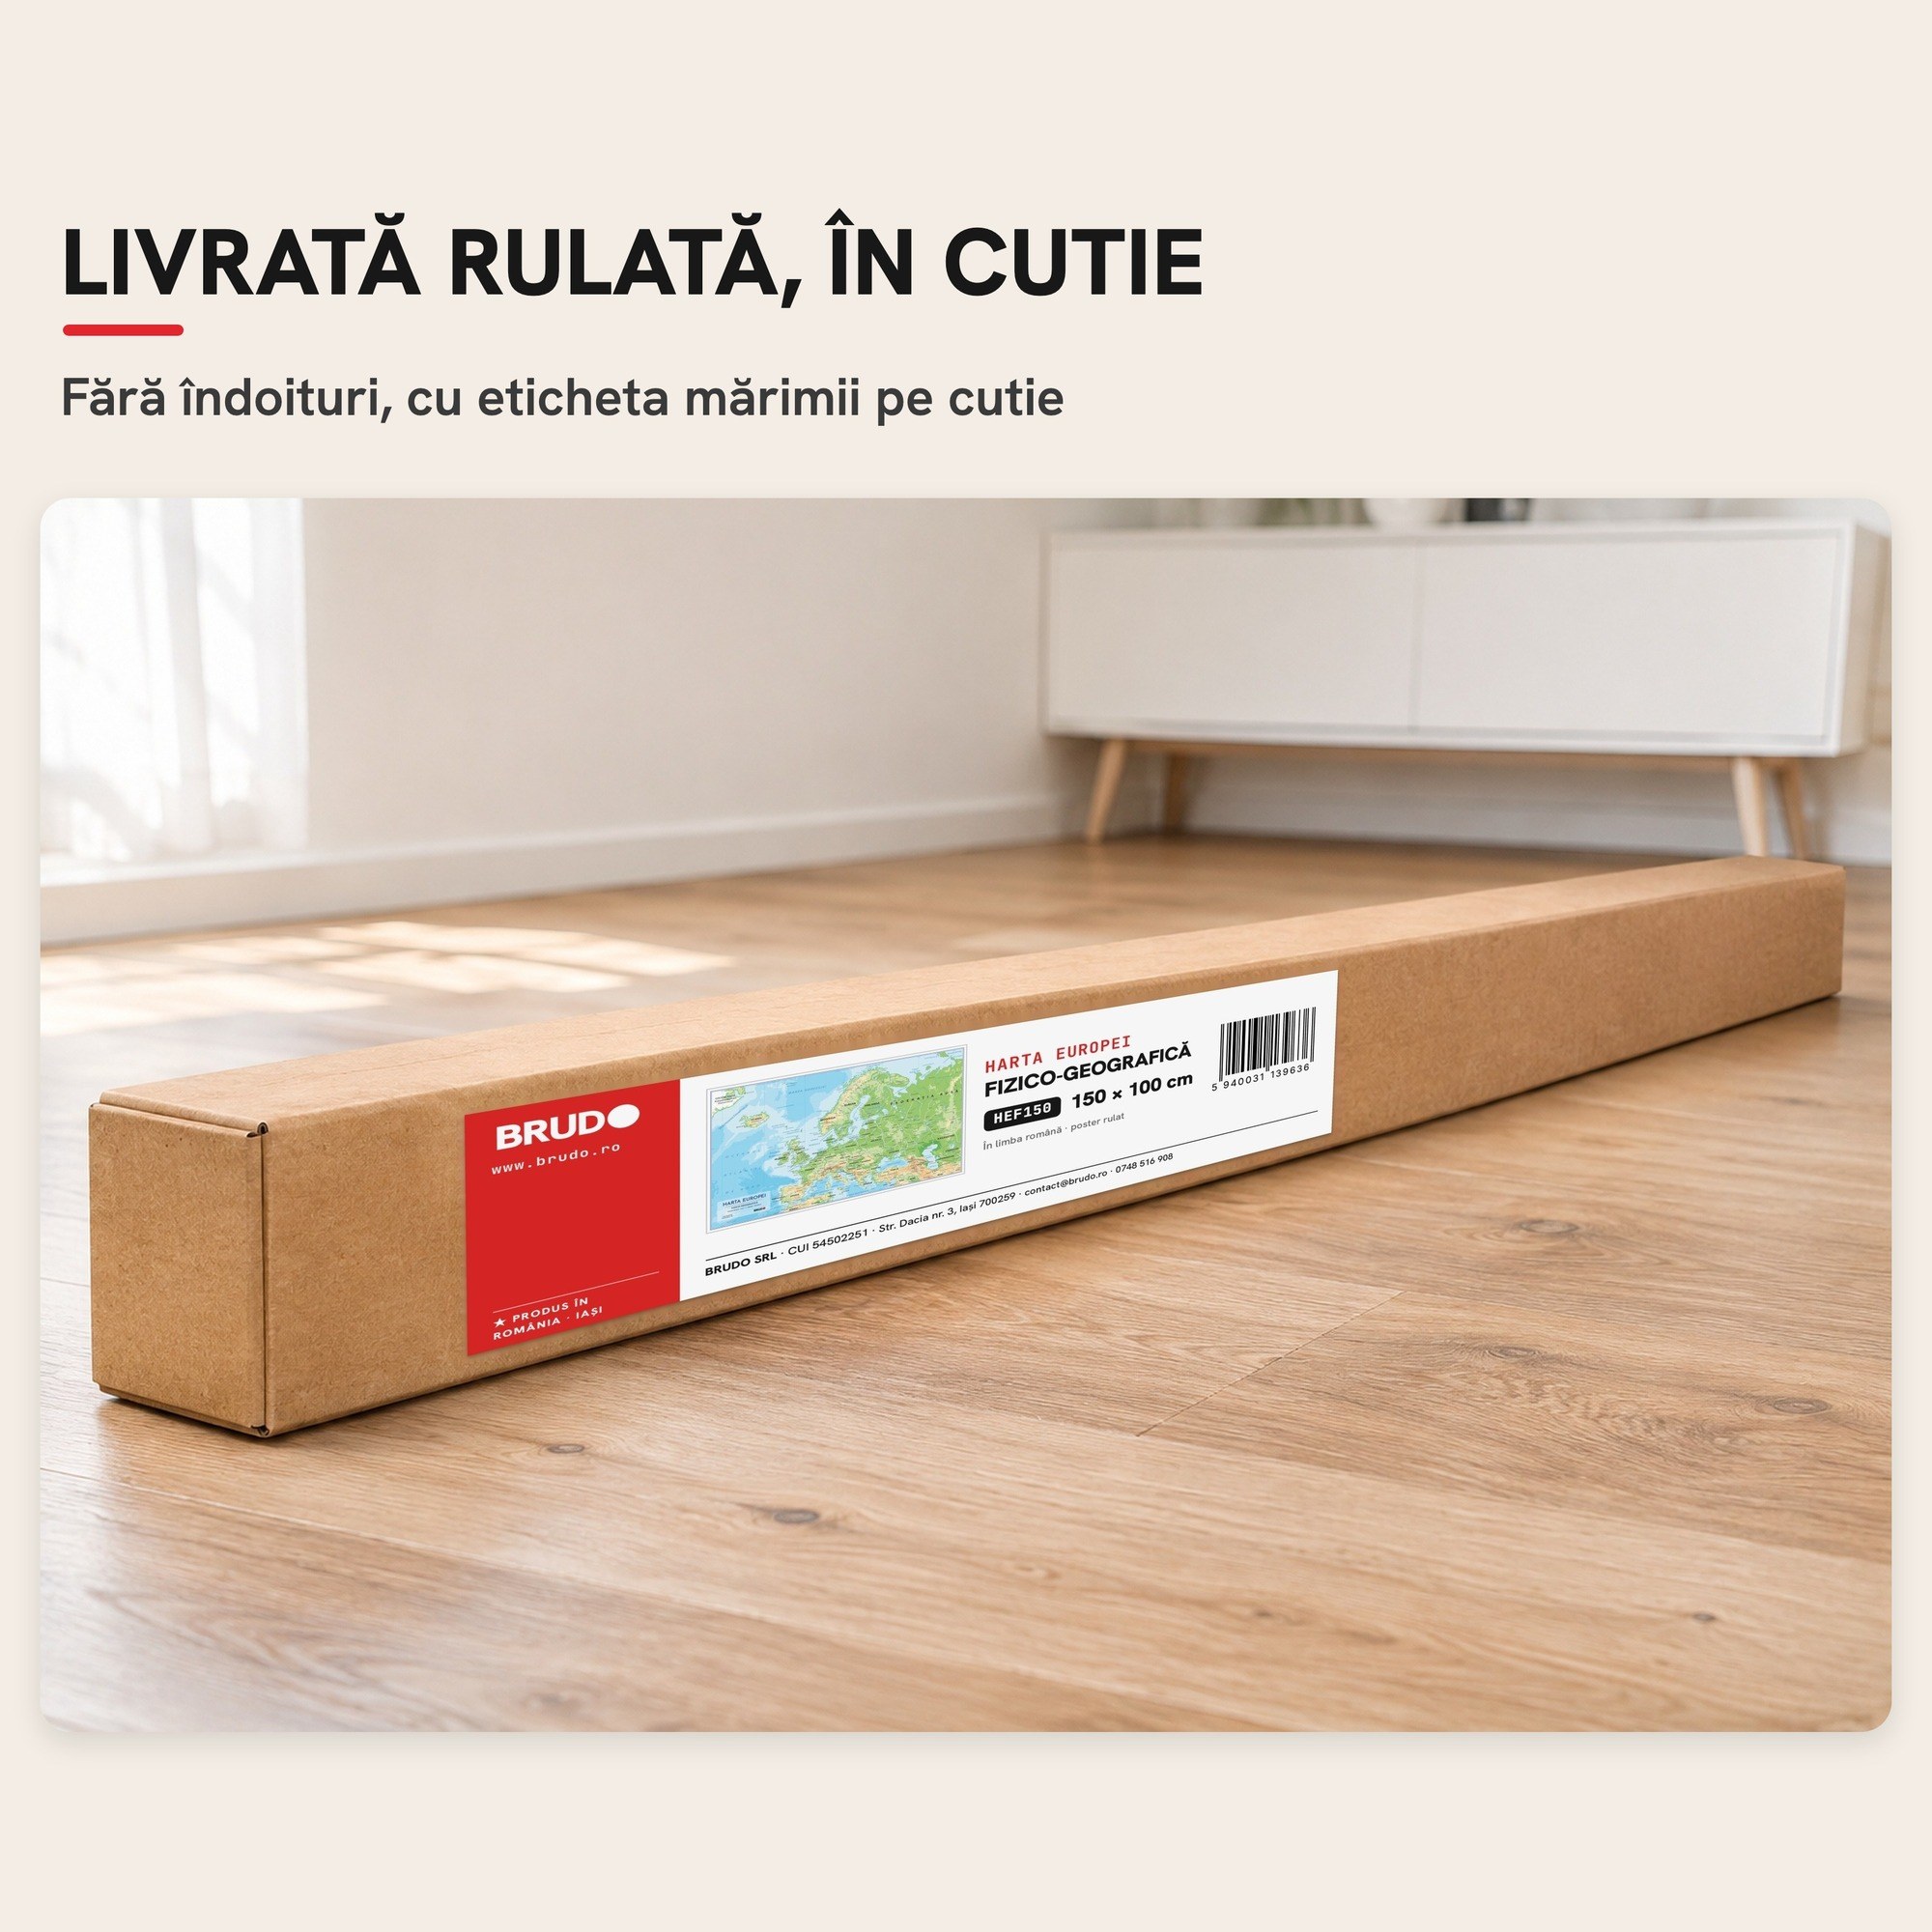 LIVRATĂ RULATĂ, ÎN CUTIE
Fără îndoituri, cu eticheta mărimii pe cutie
BRUDO
www.brudo.ro
★ PRODUS ÎN
ROMÂNIA · IAȘI
HARTA EUROPEI
HARTA EUROPEI
FIZICO-GEOGRAFICĂ
HEF150 150 × 100 cm
În limba română · poster rulat
5 940031 139636
BRUDO SRL · CUI 54502251 · Str. Dacia nr. 3, Iași 700259 · contact@brudo.ro · 0748 516 908